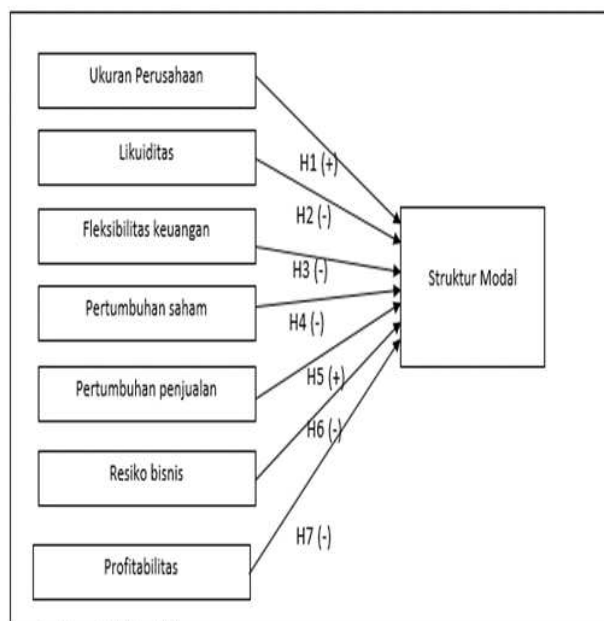 Ukuran Perusahaan
Likuiditas
H1 (+)
Fleksibilitas keuangan
H2 (-)
H3 (-)
Struktur Modal
Pertumbuhan saham
H4 (-)
Pertumbuhan penjualan
H5 (+)
H6 (-)
Resiko bisnis
H7 (-)
Profitabilitas